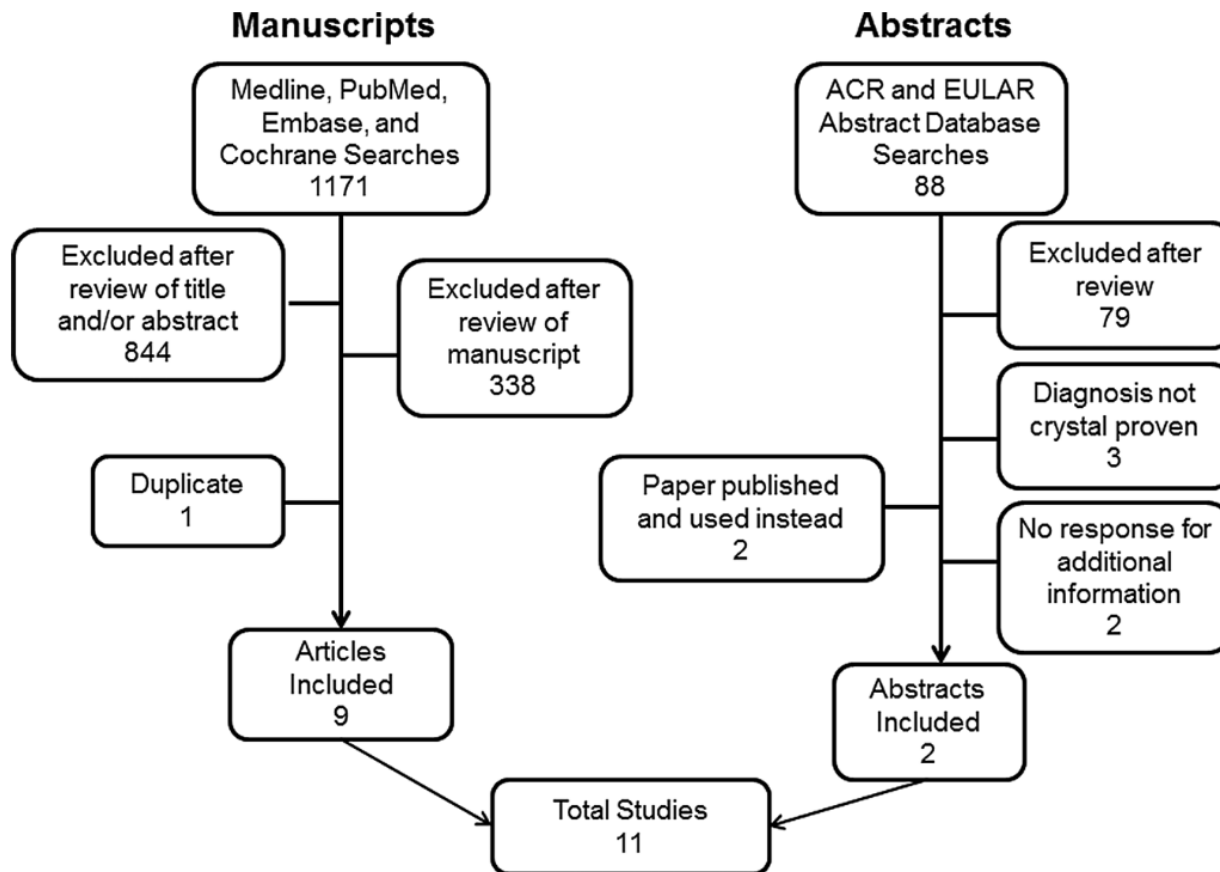 Manuscripts
Medline, PubMed,
Embase, and
Cochrane Searches
1171
Excluded after
review of title
and/or abstract
844
Excluded after
review of
manuscript
338
Duplicate
1
Articles
Included
9
Abstracts
ACR and EULAR
Abstract Database
Searches
88
Excluded after
review
79
Diagnosis not
crystal proven
3
Paper published
and used instead
2
No response for
additional
information
2
Abstracts
Included
2
Total Studies
11